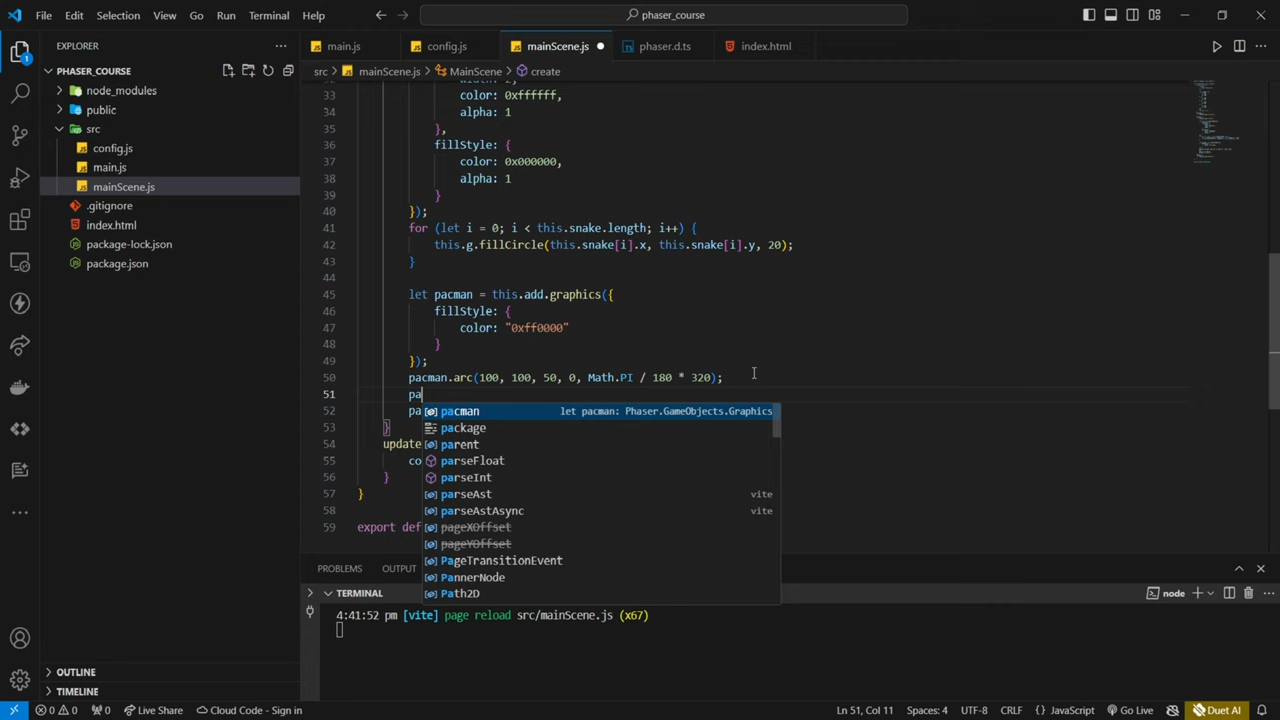 File Edit Selection View Go Run Terminal Help
phaser_course
EXPLORER
main.js config.js mainScene.js phaser.d.ts index.html
PHASER_COURSE
src > mainScene.js > MainScene > create
node_modules
public
src
config.js
main.js
mainScene.js
.gitignore
index.html
package-lock.json
package.json
33 color: 0xffffff,
34 alpha: 1
35 },
36 fillStyle: {
37 color: 0x000000,
38 alpha: 1
39 }
40 });
41 for (let i = 0; i < this.snake.length; i++) {
42 this.g.fillCircle(this.snake[i].x, this.snake[i].y, 20);
43 }
44
45 let pacman = this.add.graphics({
46 fillStyle: {
47 color: "0xff0000"
48 }
49 });
50 pacman.arc(100, 100, 50, 0, Math.PI / 180 * 320);
51 pa
52 pa
53 }
54 update
55 co
56 }
57 }
58
59 export def
pacman let pacman: Phaser.GameObjects.Graphics
package
parent
parseFloat
parseInt
parseAst vite
parseAstAsync vite
pageXOffset
pageYOffset
PageTransitionEvent
PannerNode
Path2D
PROBLEMS OUTPUT
TERMINAL
node
4:41:52 pm [vite] page reload src/mainScene.js (x67)
OUTLINE
TIMELINE
0 0 0 Live Share Cloud Code - Sign in
Ln 51, Col 11 Spaces: 4 UTF-8 CRLF { } JavaScript Go Live Duet AI